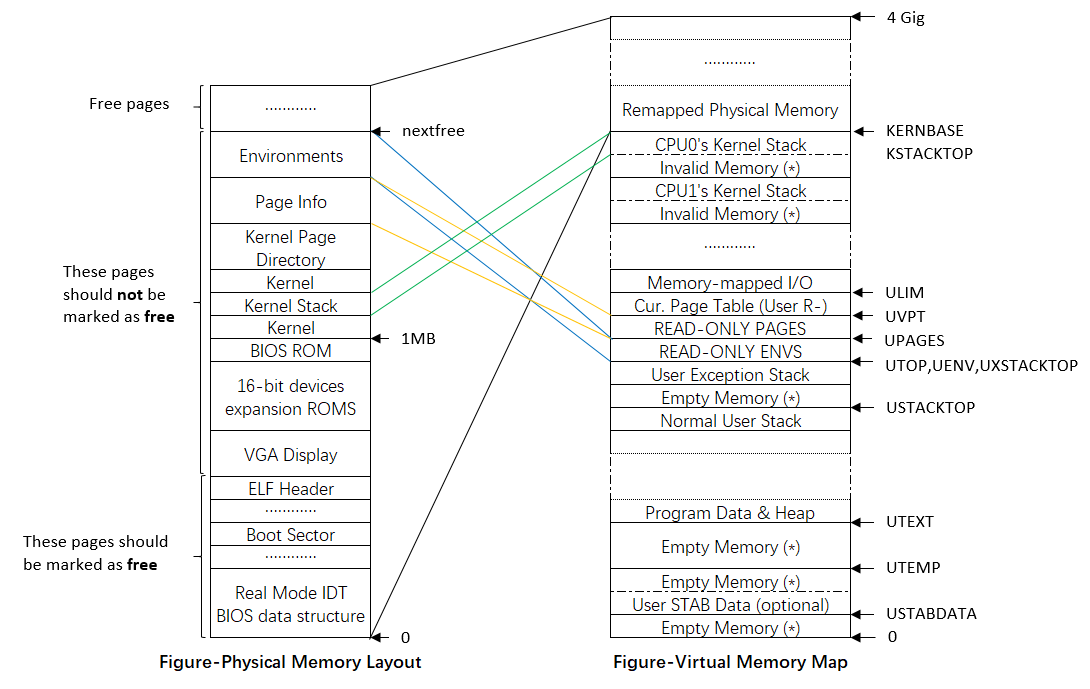 4 Gig
............
Free pages
............
Remapped Physical Memory
nextfree
KERNBASE
Environments
CPU0's Kernel Stack
KSTACKTOP
Invalid Memory (*)
Page Info
CPU1's Kernel Stack
Invalid Memory (*)
Kernel Page
Directory
............
These pages
should not be
marked as free
Kernel
Memory-mapped I/O
ULIM
Kernel Stack
Cur. Page Table (User R-)
UVPT
Kernel
READ-ONLY PAGES
1MB
UPAGES
BIOS ROM
READ-ONLY ENVS
UTOP,UENV,UXSTACKTOP
16-bit devices
expansion ROMS
User Exception Stack
Empty Memory (*)
USTACKTOP
Normal User Stack
VGA Display
ELF Header
............
Program Data & Heap
UTEXT
Boot Sector
............
Empty Memory (*)
These pages should
be marked as free
UTEMP
Real Mode IDT
BIOS data structure
Empty Memory (*)
User STAB Data (optional)
USTABDATA
Empty Memory (*)
0
0
Figure-Physical Memory Layout
Figure-Virtual Memory Map